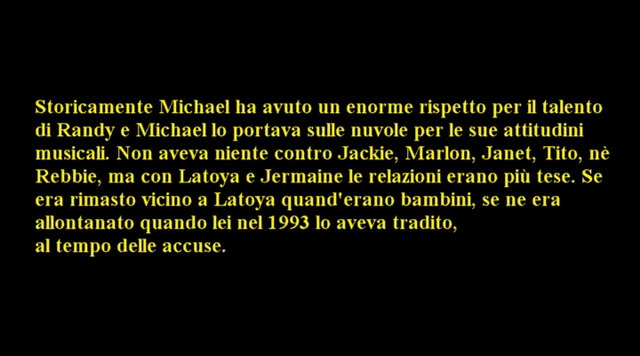 Storicamente Michael ha avuto un enorme rispetto per il talento
di Randy e Michael lo portava sulle nuvole per le sue attitudini
musicali. Non aveva niente contro Jackie, Marlon, Janet, Tito, nè
Rebbie, ma con Latoya e Jermaine le relazioni erano più tese. Se
era rimasto vicino a Latoya quand'erano bambini, se ne era
allontanato quando lei nel 1993 lo aveva tradito,
al tempo delle accuse.